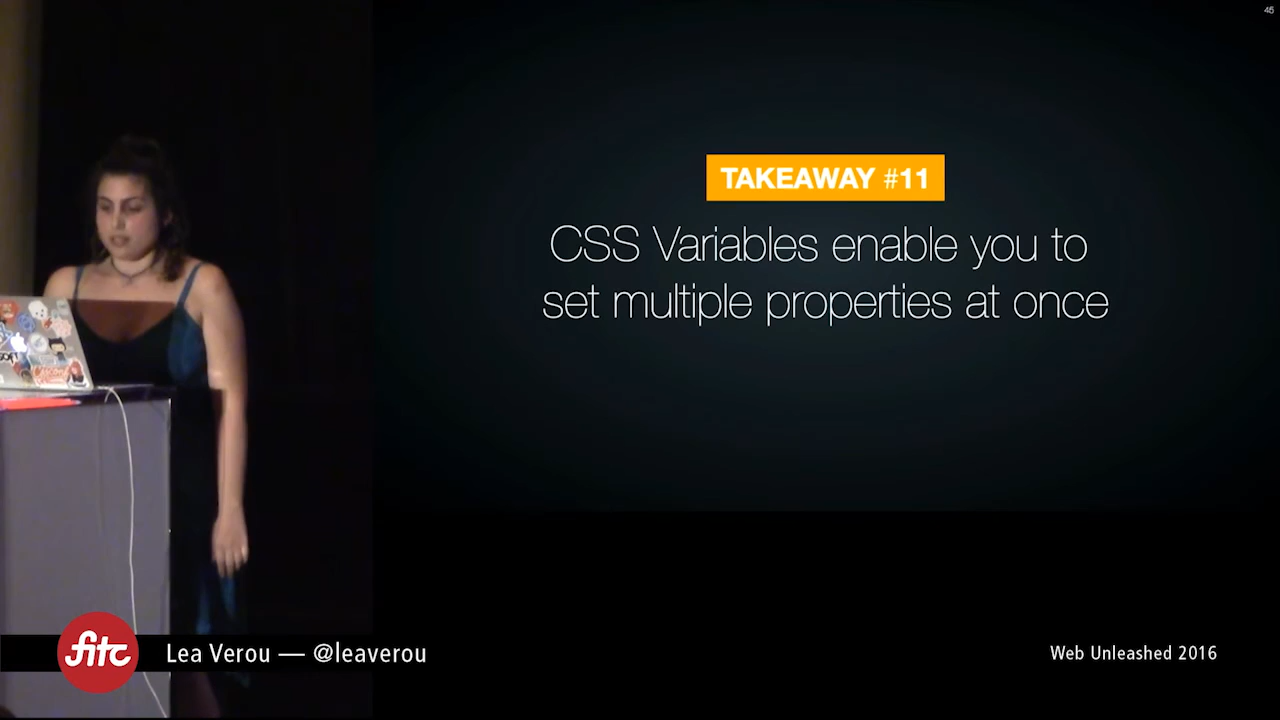 46
TAKEAWAY #11
CSS Variables enable you to
set multiple properties at once
fitc
Lea Verou — @leaverou
Web Unleashed 2016